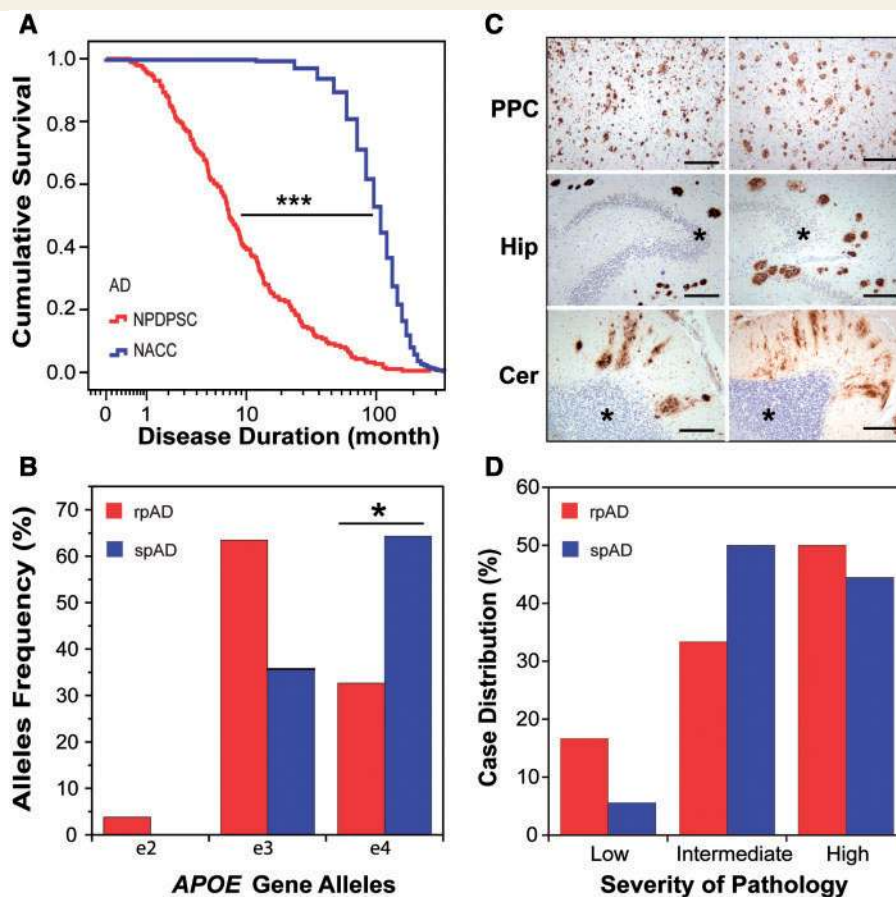 A
Cumulative Survival
1.0
0.8
0.6
0.4
0.2
0.0
***
AD
NPDPSC
NACC
0 1 10 100
Disease Duration (month)
B
Alleles Frequency (%)
70
60
50
40
30
20
10
0
rpAD
spAD
*
e2 e3 e4
APOE Gene Alleles
C
PPC
Hip
* *
Cer
* *
D
Case Distribution (%)
60
50
40
30
20
10
0
rpAD
spAD
Low Intermediate High
Severity of Pathology